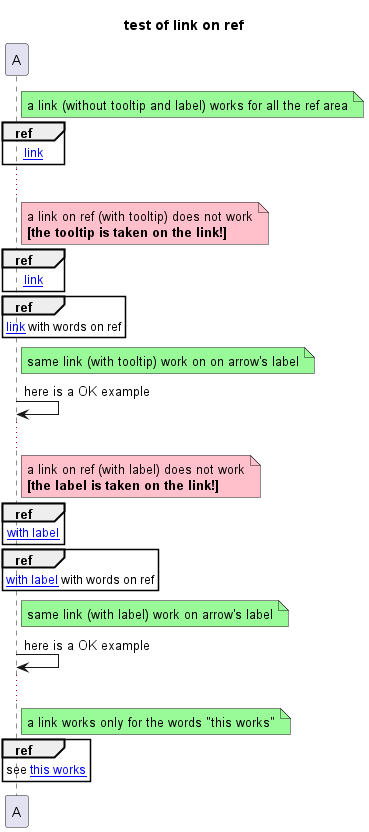 test of link on ref
A
a link (without tooltip and label) works for all the ref area
ref
link
a link on ref (with tooltip) does not work
[the tooltip is taken on the link!]
ref
link
ref
link with words on ref
same link (with tooltip) work on on arrow's label
here is a OK example
a link on ref (with label) does not work
[the label is taken on the link!]
ref
with label
ref
with label with words on ref
same link (with label) work on arrow's label
here is a OK example
a link works only for the words "this works"
ref
see this works
A